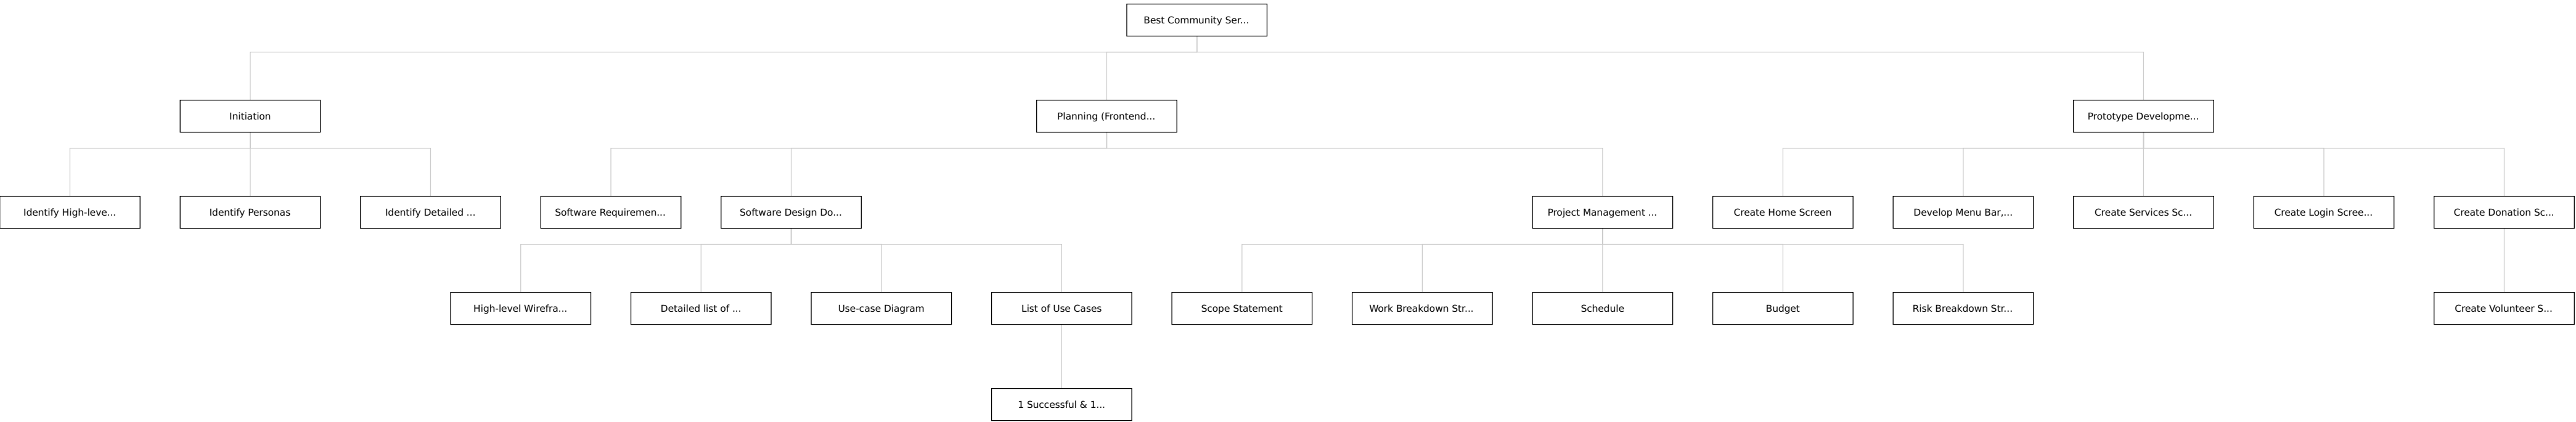 Best Community Ser...
Initiation
Planning (Frontend...
Prototype Developme...
Identify High-leve...
Identify Personas
Identify Detailed ...
Software Requiremen...
Software Design Do...
Project Management ...
Create Home Screen
Develop Menu Bar,...
Create Services Sc...
Create Login Scree...
Create Donation Sc...
High-level Wirefra...
Detailed list of ...
Use-case Diagram
List of Use Cases
Scope Statement
Work Breakdown Str...
Schedule
Budget
Risk Breakdown Str...
Create Volunteer S...
1 Successful & 1...